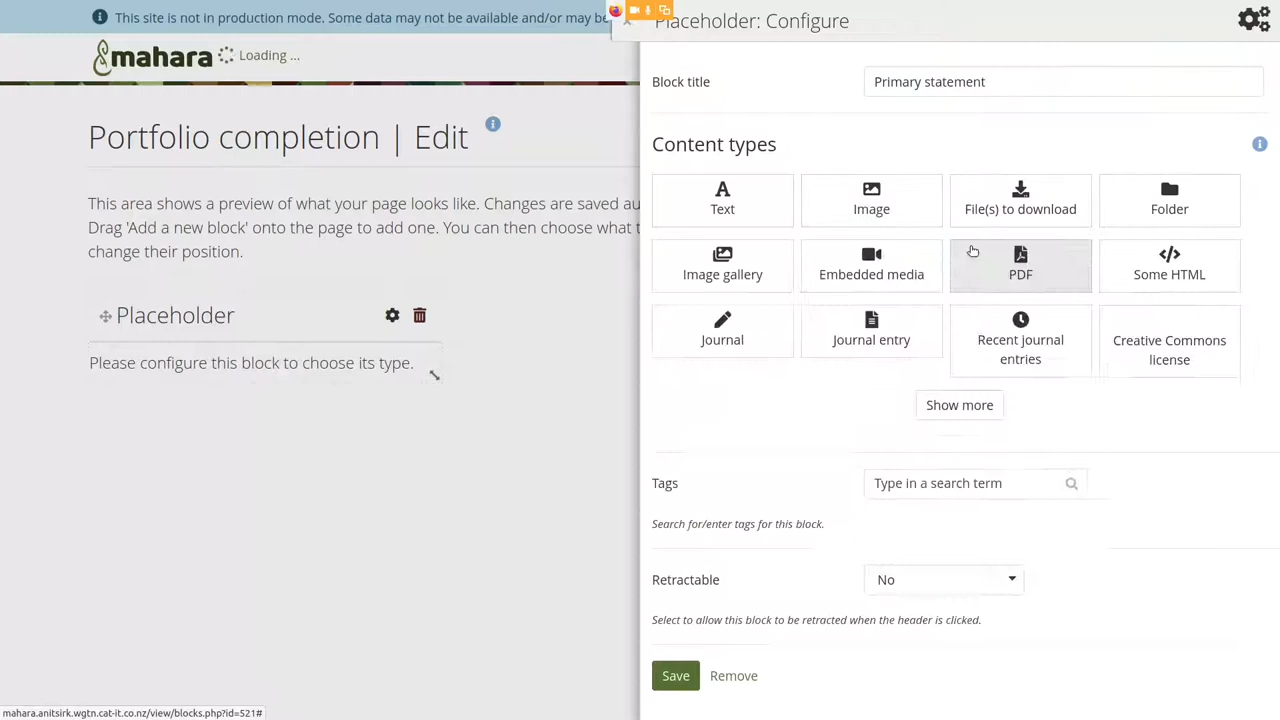 This site is not in production mode. Some data may not be available and/or may be
Placeholder: Configure
mahara
Loading ...
Block title
Primary statement
Portfolio completion | Edit
Content types
This area shows a preview of what your page looks like. Changes are saved au
Drag 'Add a new block' onto the page to add one. You can then choose what t
change their position.
Text
Image
File(s) to download
Folder
Image gallery
Embedded media
PDF
Some HTML
Placeholder
Please configure this block to choose its type.
Journal
Journal entry
Recent journal
entries
Creative Commons
license
Show more
Tags
Type in a search term
Search for/enter tags for this block.
Retractable
No
Select to allow this block to be retracted when the header is clicked.
Save
Remove
mahara.anitsirk.wgtn.cat-it.co.nz/view/blocks.php?id=521#